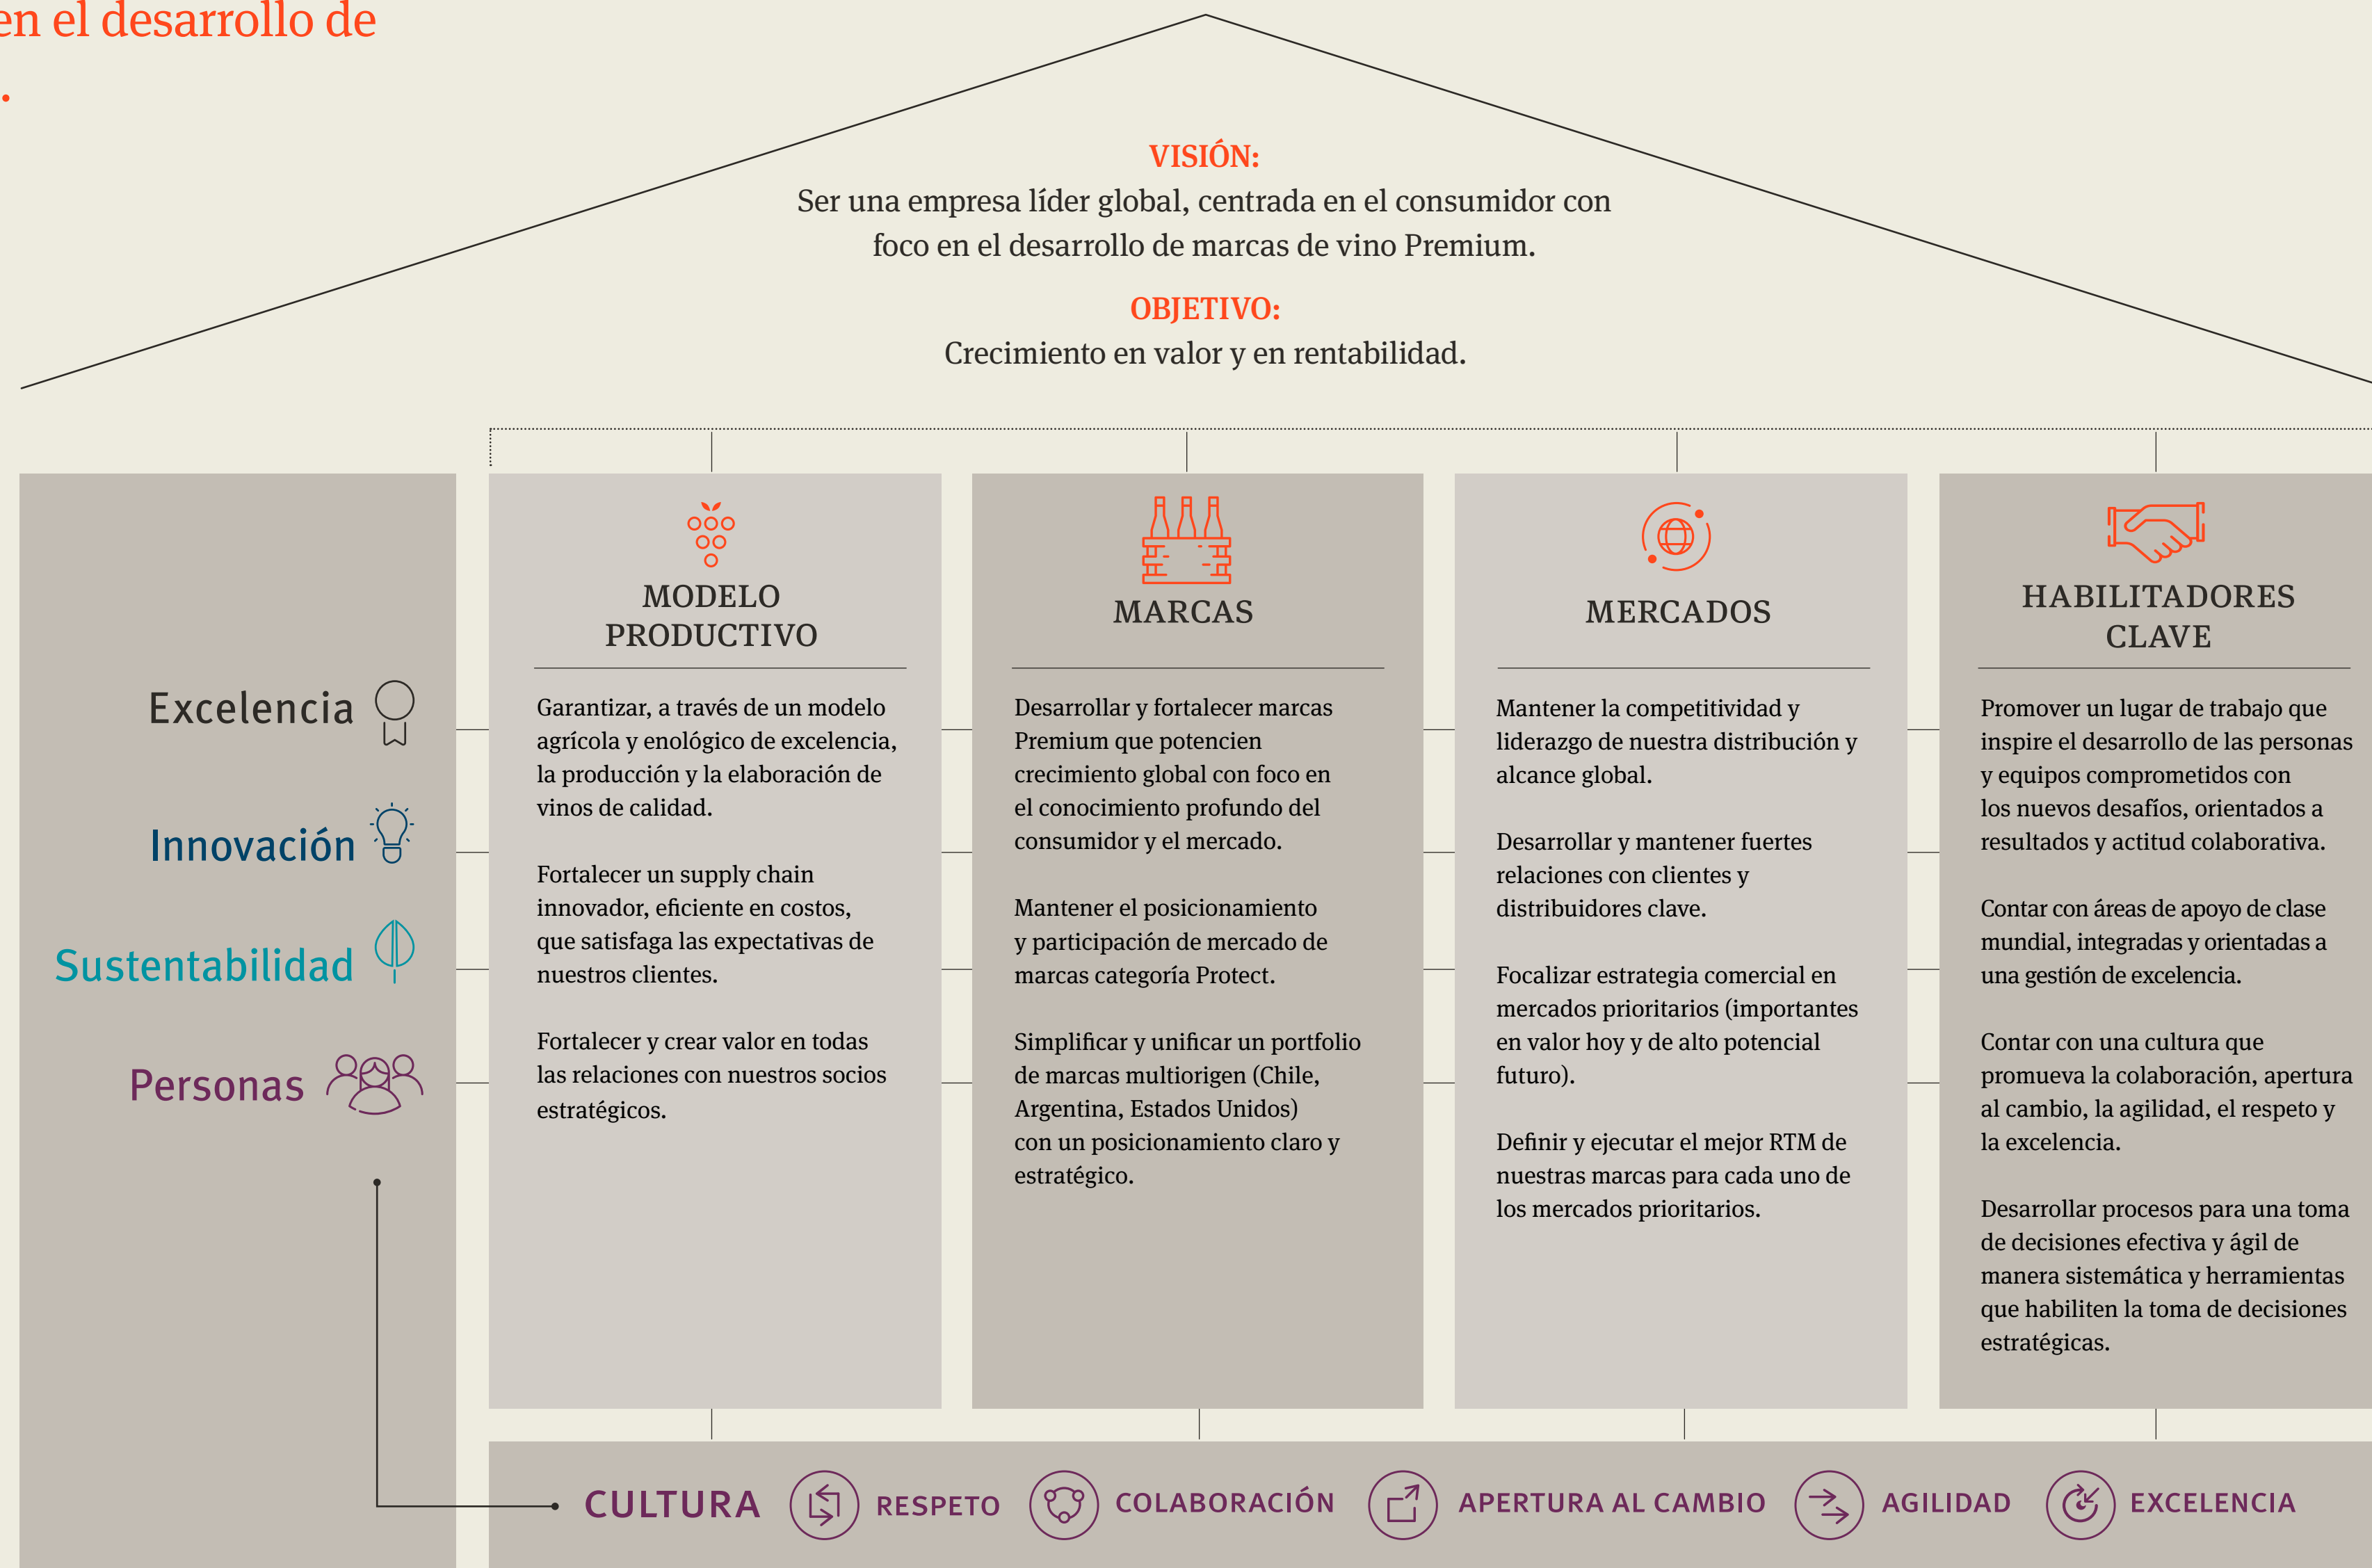 en el desarrollo de
.
VISIÓN:
Ser una empresa líder global, centrada en el consumidor con
foco en el desarrollo de marcas de vino Premium.
OBJETIVO:
Crecimiento en valor y en rentabilidad.
Excelencia
Innovación
Sustentabilidad
Personas
MODELO
PRODUCTIVO
Garantizar, a través de un modelo
agrícola y enológico de excelencia,
la producción y la elaboración de
vinos de calidad.
Fortalecer un supply chain
innovador, eficiente en costos,
que satisfaga las expectativas de
nuestros clientes.
Fortalecer y crear valor en todas
las relaciones con nuestros socios
estratégicos.
MARCAS
Desarrollar y fortalecer marcas
Premium que potencien
crecimiento global con foco en
el conocimiento profundo del
consumidor y el mercado.
Mantener el posicionamiento
y participación de mercado de
marcas categoría Protect.
Simplificar y unificar un portfolio
de marcas multiorigen (Chile,
Argentina, Estados Unidos)
con un posicionamiento claro y
estratégico.
MERCADOS
Mantener la competitividad y
liderazgo de nuestra distribución y
alcance global.
Desarrollar y mantener fuertes
relaciones con clientes y
distribuidores clave.
Focalizar estrategia comercial en
mercados prioritarios (importantes
en valor hoy y de alto potencial
futuro).
Definir y ejecutar el mejor RTM de
nuestras marcas para cada uno de
los mercados prioritarios.
HABILITADORES
CLAVE
Promover un lugar de trabajo que
inspire el desarrollo de las personas
y equipos comprometidos con
los nuevos desafíos, orientados a
resultados y actitud colaborativa.
Contar con áreas de apoyo de clase
mundial, integradas y orientadas a
una gestión de excelencia.
Contar con una cultura que
promueva la colaboración, apertura
al cambio, la agilidad, el respeto y
la excelencia.
Desarrollar procesos para una toma
de decisiones efectiva y ágil de
manera sistemática y herramientas
que habiliten la toma de decisiones
estratégicas.
CULTURA RESPETO COLABORACIÓN APERTURA AL CAMBIO AGILIDAD EXCELENCIA